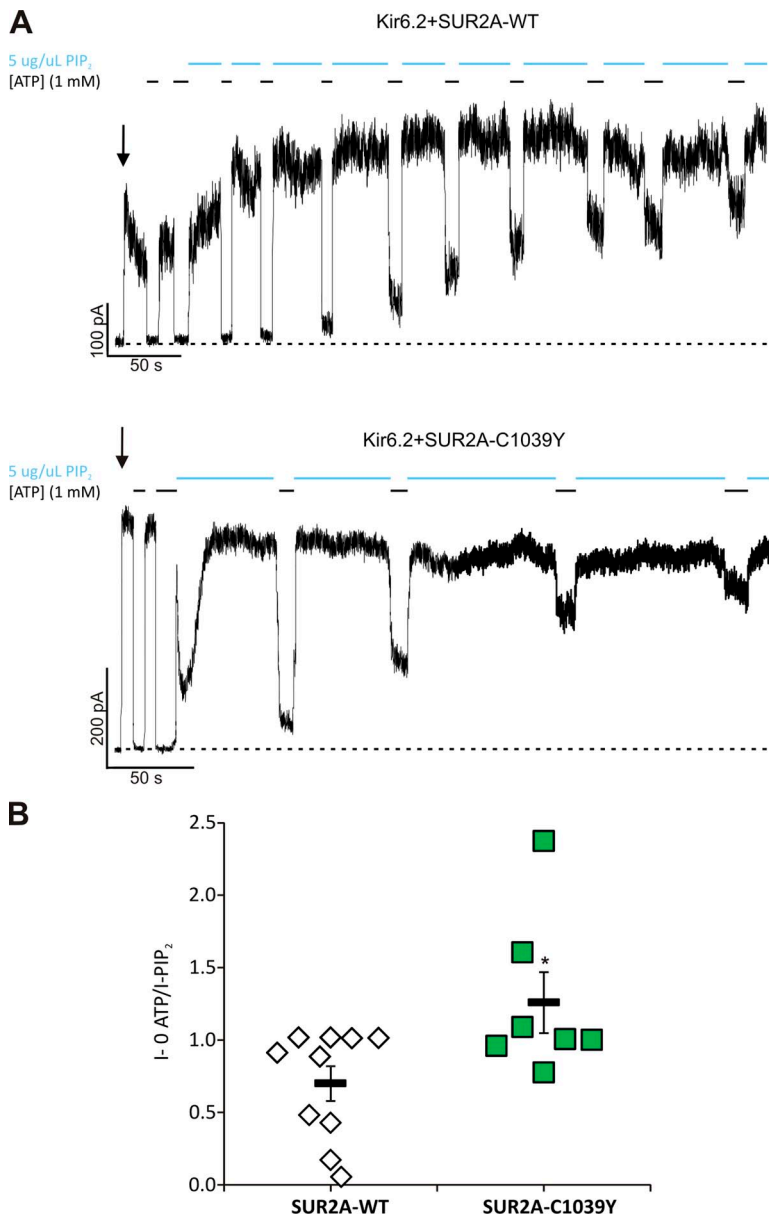 A
Kir6.2+SUR2A-WT
5 ug/uL PIP₂
[ATP] (1 mM)
100 pA
50 s
Kir6.2+SUR2A-C1039Y
5 ug/uL PIP₂
[ATP] (1 mM)
200 pA
50 s
B
2.5
2.0
1.5
1.0
0.5
0.0
I- 0 ATP/I-PIP₂
*
SUR2A-WT SUR2A-C1039Y